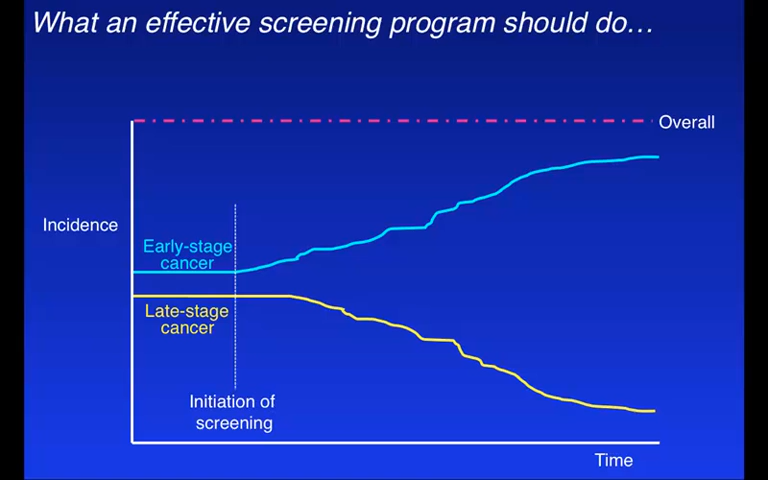 What an effective screening program should do…
Overall
Incidence
Early-stage
cancer
Late-stage
cancer
Initiation of
screening
Time